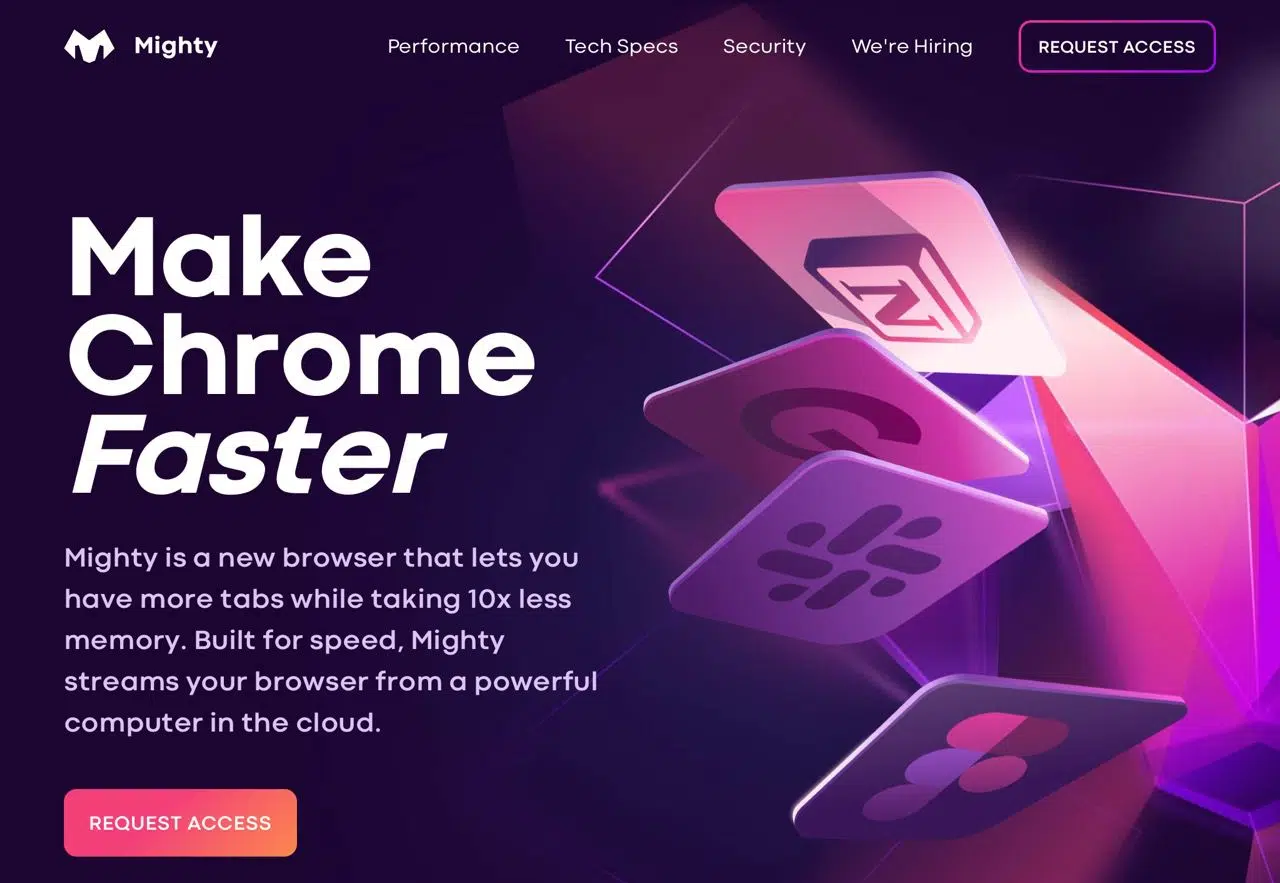 Mighty
Performance
Tech Specs
Security
We're Hiring
REQUEST ACCESS
Make
Chrome
Faster
Mighty is a new browser that lets you
have more tabs while taking 10x less
memory. Built for speed, Mighty
streams your browser from a powerful
computer in the cloud.
REQUEST ACCESS
N